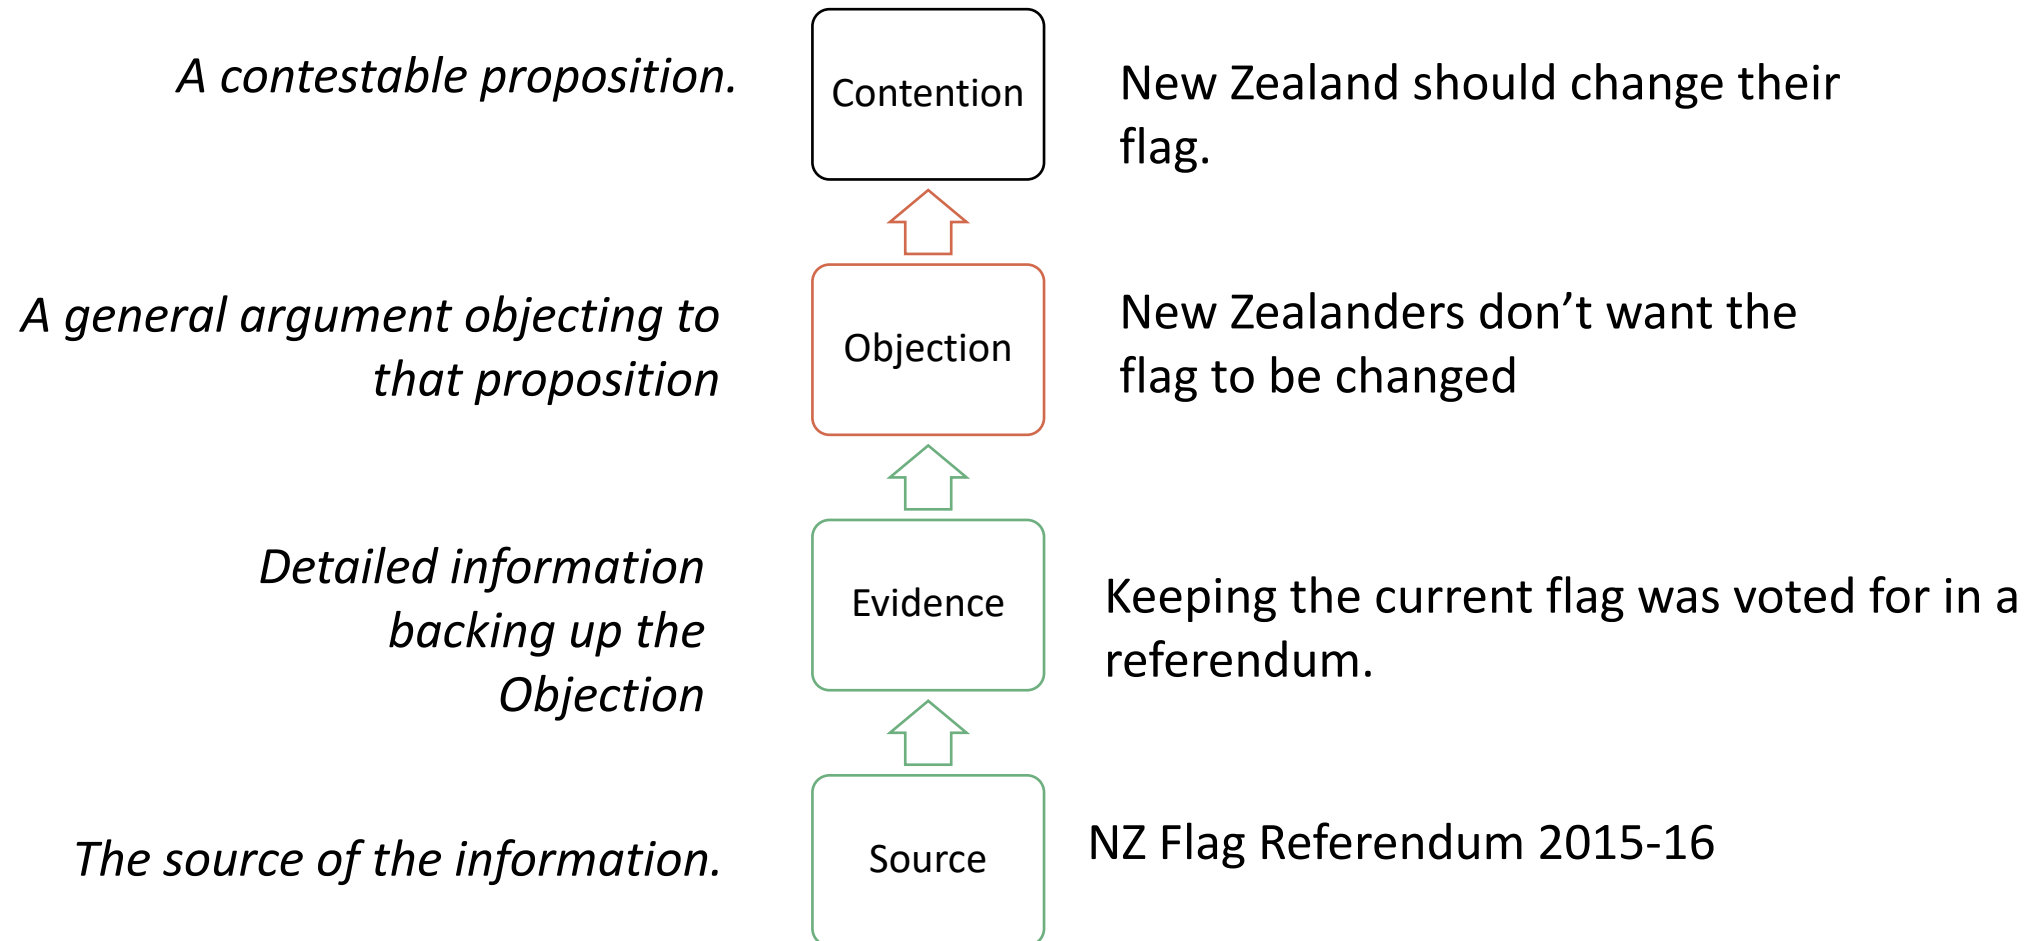 A contestable proposition.
Contention
New Zealand should change their
flag.
A general argument objecting to
that proposition
Objection
New Zealanders don’t want the
flag to be changed
Detailed information
backing up the
Objection
Evidence
Keeping the current flag was voted for in a
referendum.
The source of the information.
Source
NZ Flag Referendum 2015-16